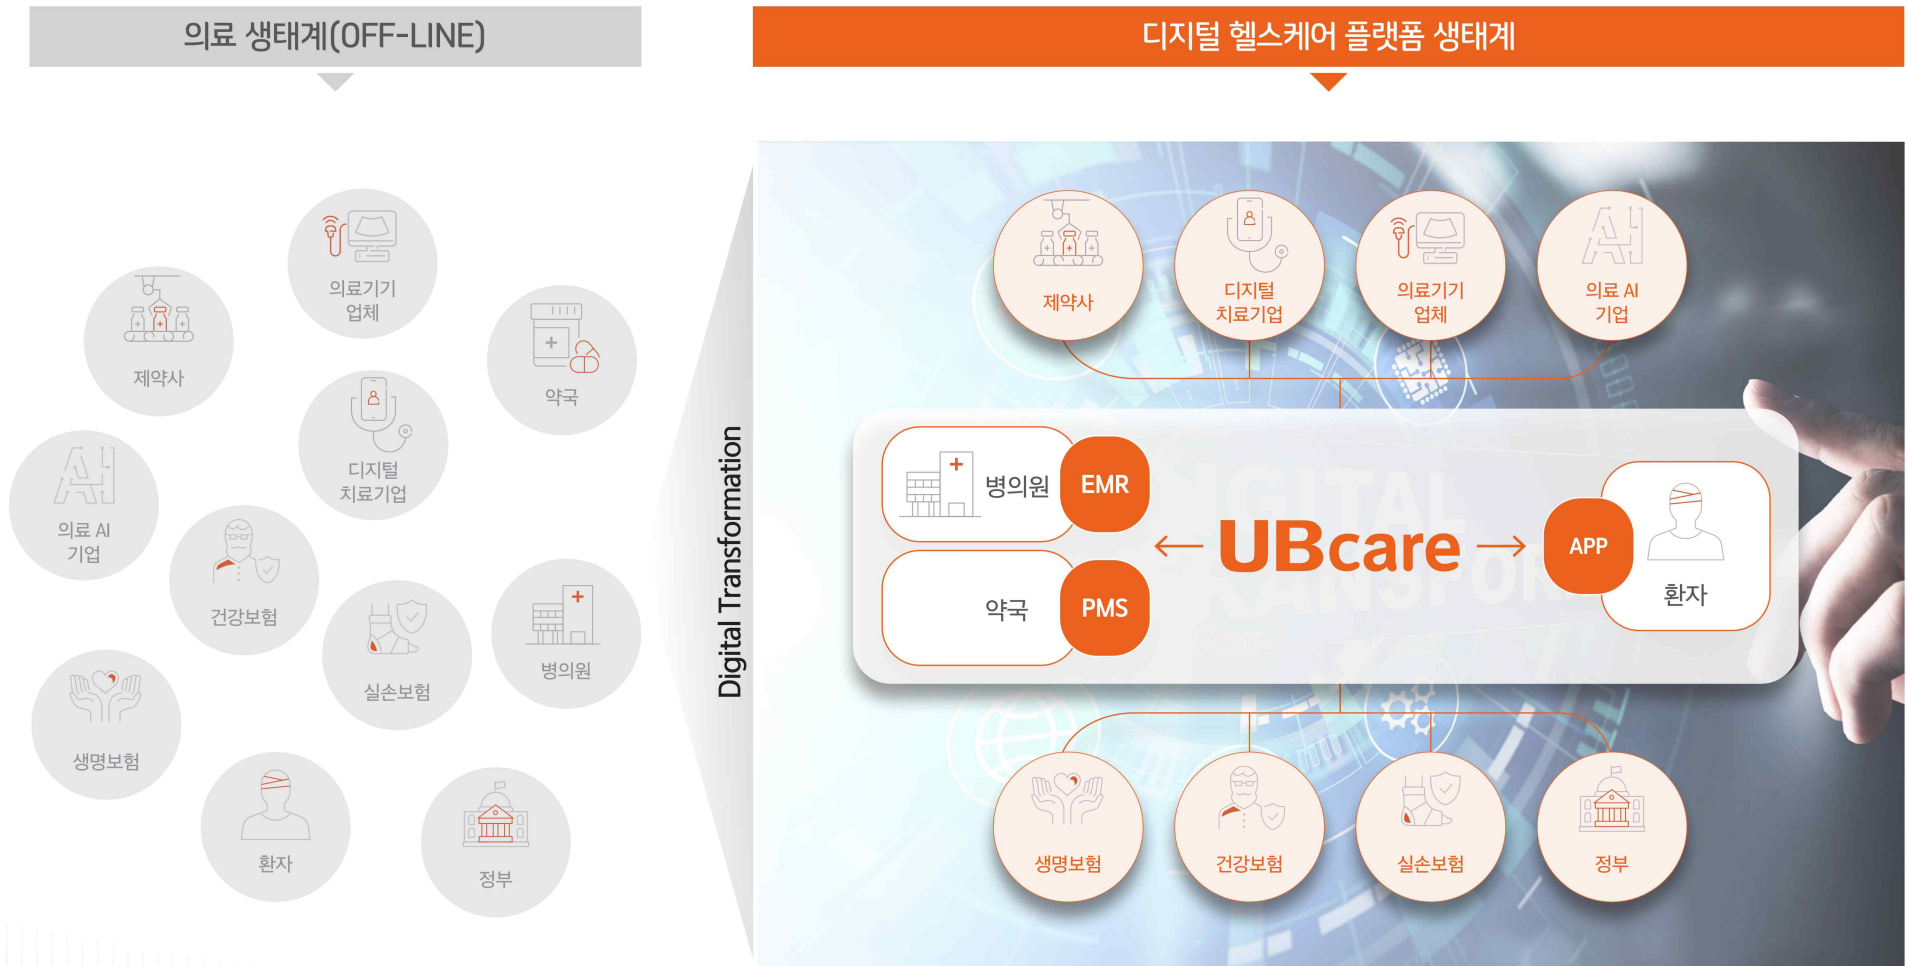 의료 생태계(OFF-LINE)
의료기기
업체
제약사
약국
디지털
치료기업
의료 AI
기업
건강보험
실손보험
병의원
생명보험
환자
정부
Digital Transformation
디지털 헬스케어 플랫폼 생태계
제약사
디지털
치료기업
의료기기
업체
의료 AI
기업
병의원
EMR
약국
PMS
UBcare
APP
환자
DIGITAL
TRANSFOR
생명보험
건강보험
실손보험
정부